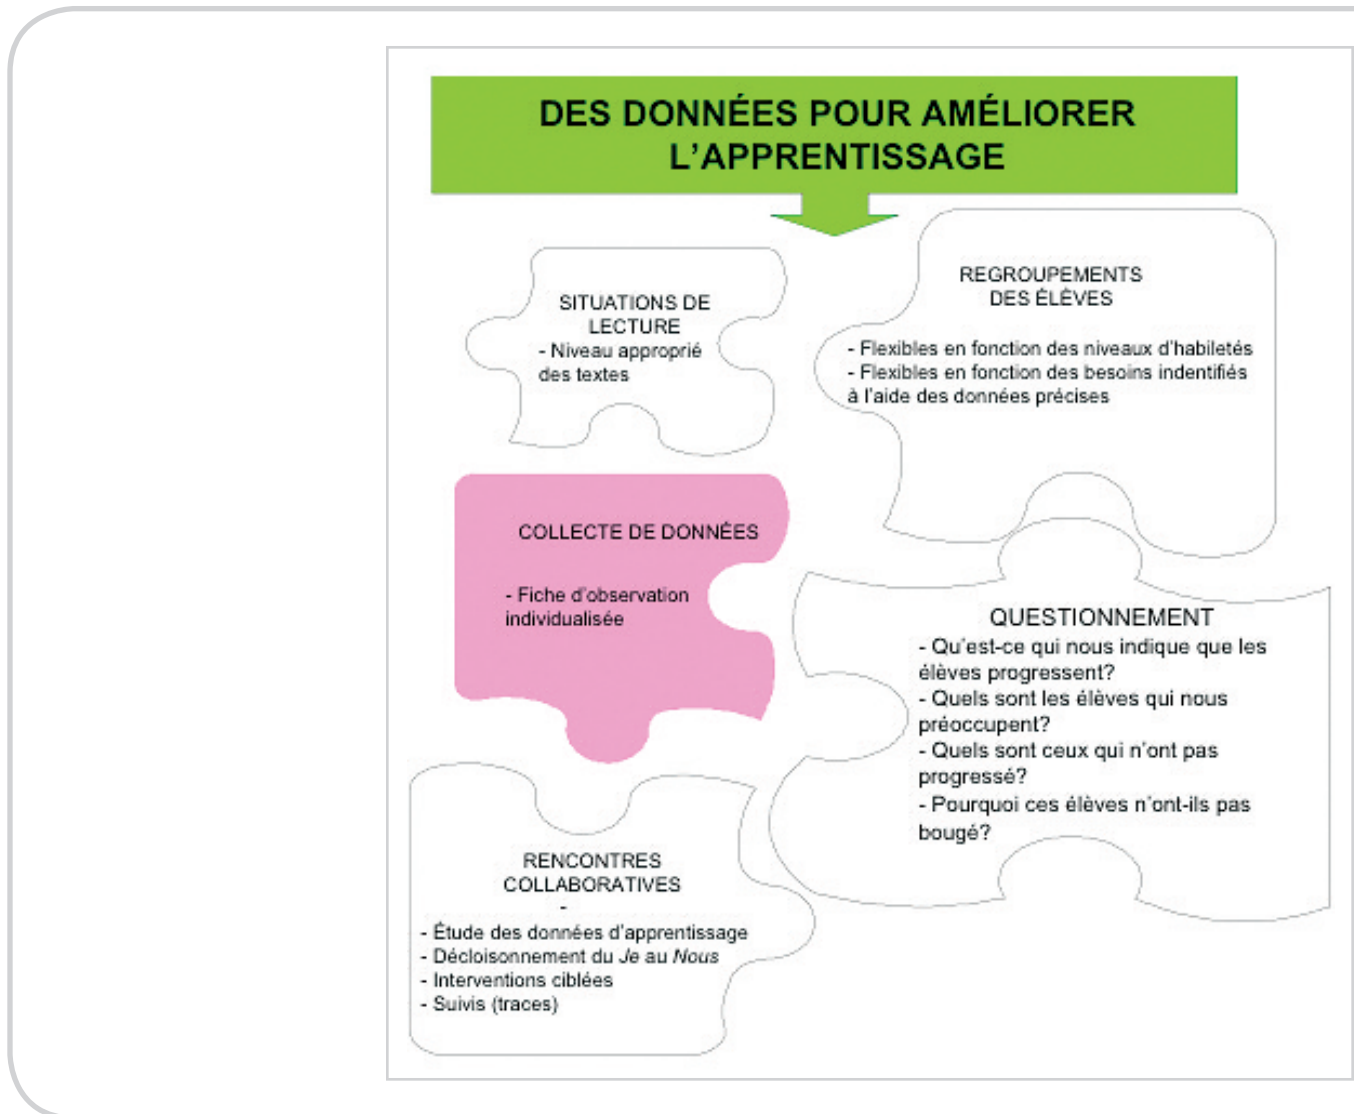 DES DONNÉES POUR AMÉLIORER
L'APPRENTISSAGE
SITUATIONS DE
LECTURE
- Niveau approprié
des textes
REGROUPEMENTS
DES ÉLÈVES
- Flexibles en fonction des niveaux d'habiletés
- Flexibles en fonction des besoins indentifiés
à l'aide des données précises
COLLECTE DE DONNÉES
- Fiche d'observation
individualisée
QUESTIONNEMENT
- Qu'est-ce qui nous indique que les
élèves progressent?
- Quels sont les élèves qui nous
préoccupent?
- Quels sont ceux qui n'ont pas
progressé?
- Pourquoi ces élèves n'ont-ils pas
bougé?
RENCONTRES
COLLABORATIVES
-
- Étude des données d'apprentissage
- Décloisonnement du Je au Nous
- Interventions ciblées
- Suivis (traces)